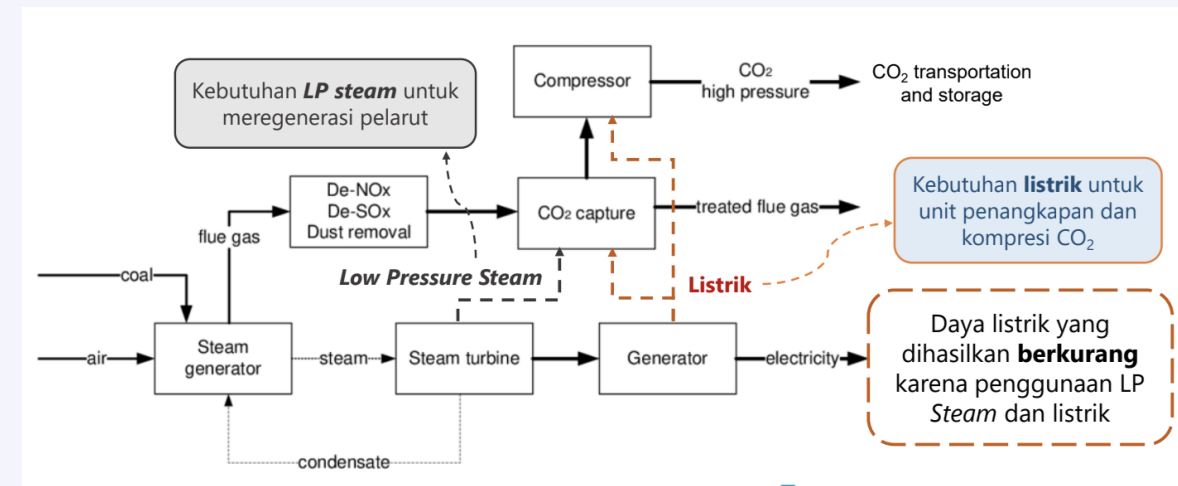 Compressor
CO₂
high pressure
CO₂ transportation
and storage
Kebutuhan LP steam untuk
meregenerasi pelarut
De-NOx
De-SOx
Dust removal
CO₂ capture
treated flue gas
Kebutuhan listrik untuk
unit penangkapan dan
kompresi CO₂
flue gas
coal
Low Pressure Steam
Listrik
air
Steam
generator
steam
Steam turbine
Generator
electricity
Daya listrik yang
dihasilkan berkurang
karena penggunaan LP
Steam dan listrik
condensate